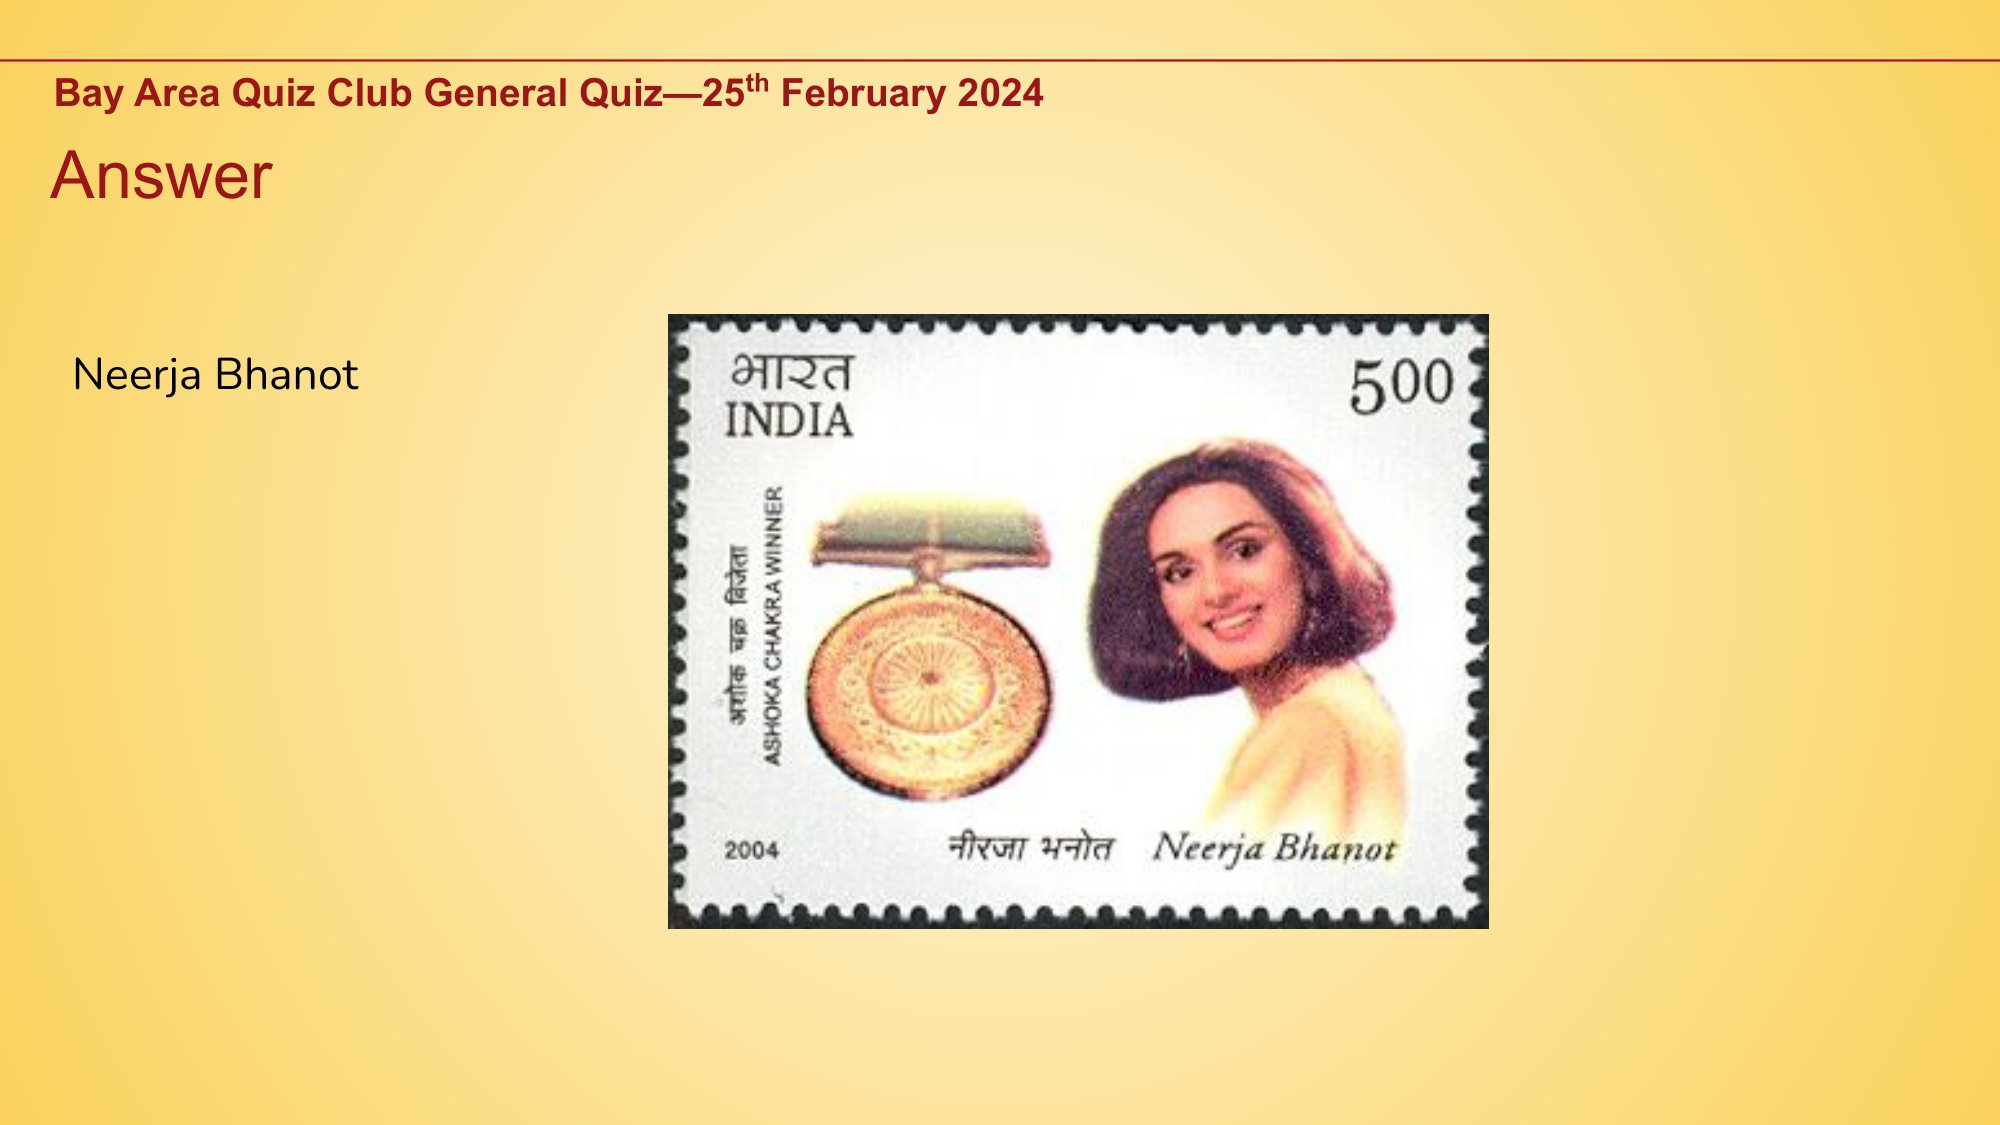 Bay Area Quiz Club General Quiz—25th February 2024
Answer
Neerja Bhanot
भारत
INDIA
500
अशोक चक्र विजेता
ASHOKA CHAKRA WINNER
2004
नीरजा भनोत Neerja Bhanot